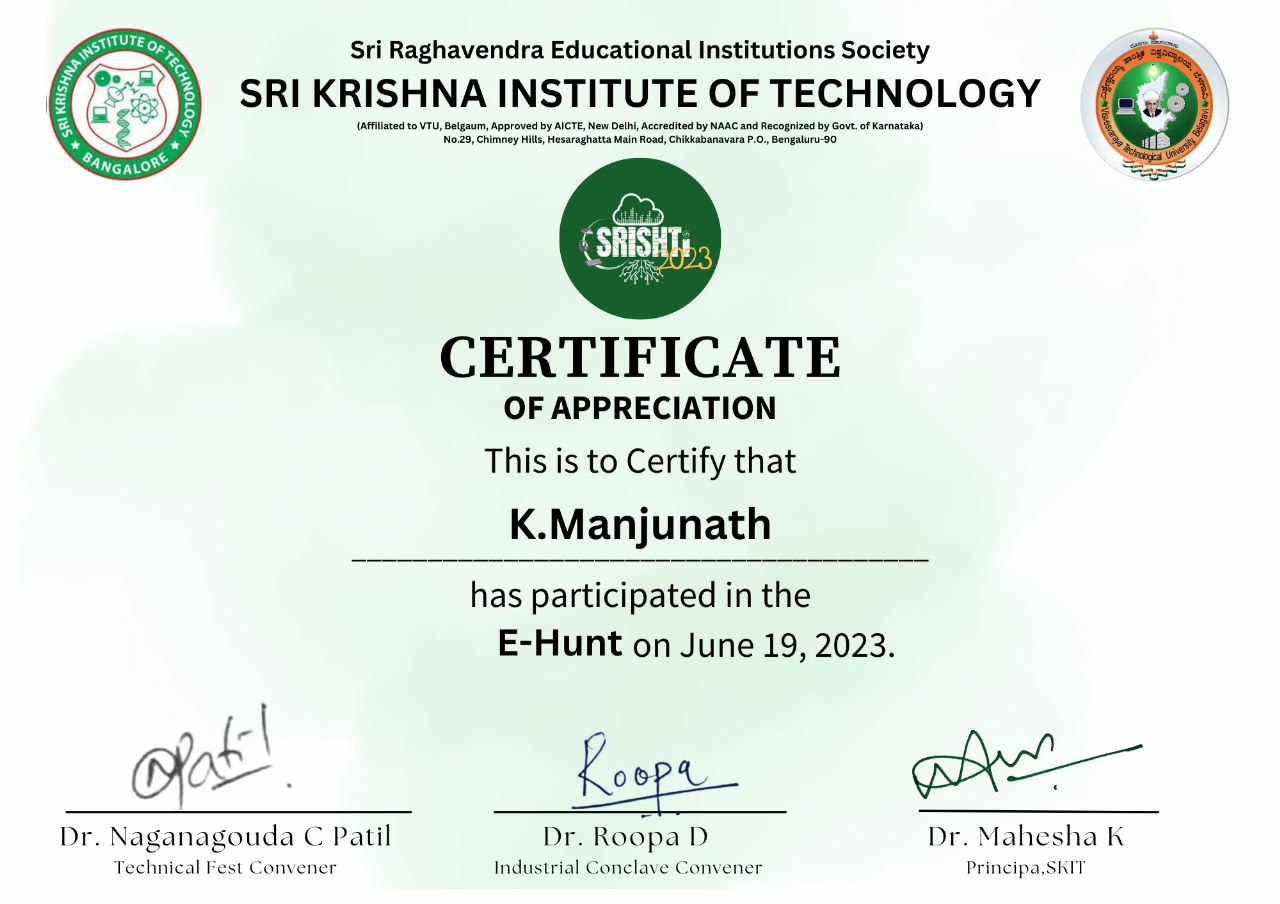 Sri Raghavendra Educational Institutions Society
SRI KRISHNA INSTITUTE OF TECHNOLOGY
(Affiliated to VTU, Belgaum, Approved by AICTE, New Delhi, Accredited by NAAC and Recognized by Govt. of Karnataka)
No.29, Chimney Hills, Hesaraghatta Main Road, Chikkabanavara P.O., Bengaluru-90
SRI KRISHNA INSTITUTE OF TECHNOLOGY
★ BANGALORE ★
ವಿಶ್ವೇಶ್ವರಯ್ಯ ತಾಂತ್ರಿಕ ವಿಶ್ವವಿದ್ಯಾಲಯ, ಬೆಳಗಾವಿ
Visvesvaraya Technological University Belagavi
SRISHTi
2023
CERTIFICATE
OF APPRECIATION
This is to Certify that
K.Manjunath
has participated in the
E-Hunt on June 19, 2023.
Patil
Roopa
Dr. Naganagouda C Patil
Technical Fest Convener
Dr. Roopa D
Industrial Conclave Convener
Dr. Mahesha K
Principa,SKIT